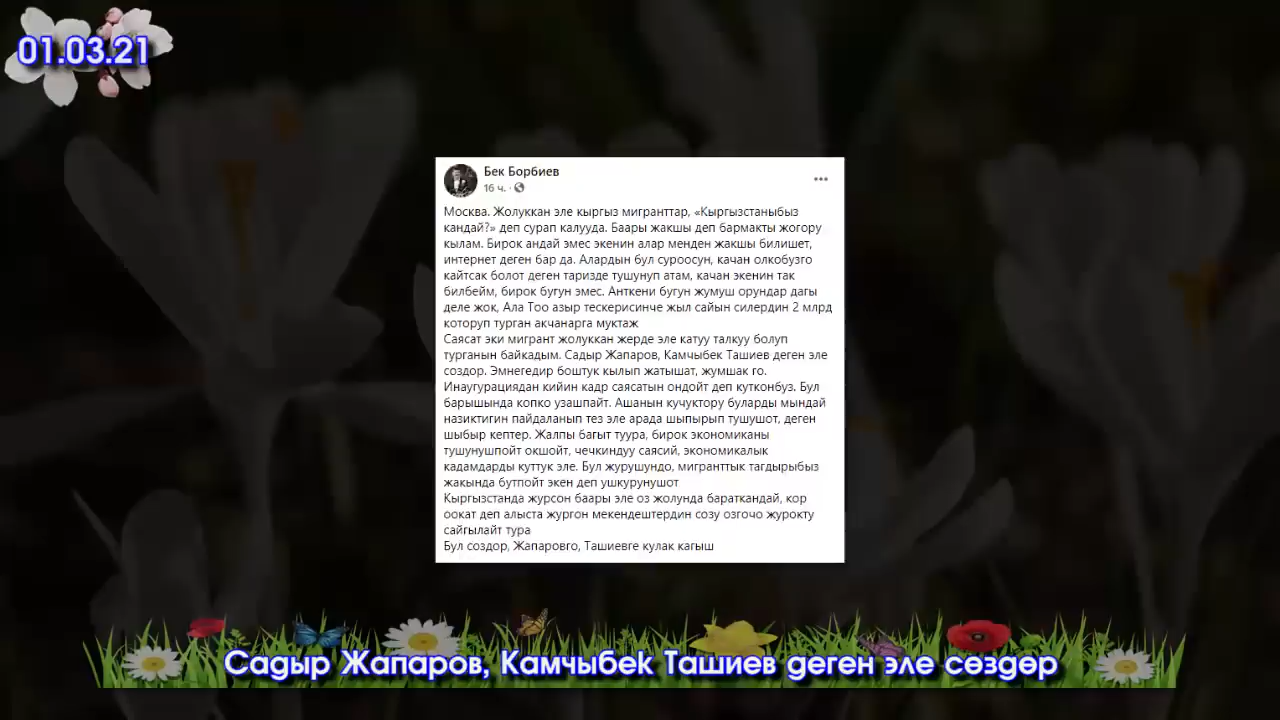 01.03.21
Бек Борбиев
16 ч. ·
Москва. Жолуккан эле кыргыз мигранттар, «Кыргызстаныбыз
кандай?» деп сурап калууда. Баары жакшы деп бармакты жогору
кылам. Бирок андай эмес экенин алар менден жакшы билишет,
интернет деген бар да. Алардын бул суроосун, качан олкобузго
кайтсак болот деген таризде тушунуп атам, качан экенин так
билбейм, бирок бугун эмес. Анткени бугун жумуш орундар дагы
деле жок, Ала Тоо азыр тескерисинче жыл сайын силердин 2 млрд
которуп турган акчанарга муктаж
Саясат эки мигрант жолуккан жерде эле катуу талкуу болуп
турганын байкадым. Садыр Жапаров, Камчыбек Ташиев деген эле
создор. Эмнегедир боштук кылып жатышат, жумшак го.
Инаугурациядан кийин кадр саясатын ондойт деп кутконбуз. Бул
барышында копко узашпайт. Ашанын кучуктору буларды мындай
назиктигин пайдаланып тез эле арада шыпырып тушушот, деген
шыбыр кептер. Жалпы багыт туура, бирок экономиканы
тушунушпойт окшойт, чечкиндуу саясий, экономикалык
кадамдарды куттук эле. Бул журушундо, мигранттык тагдырыбыз
жакында бутпойт экен деп ушкурунушот
Кыргызстанда журсон баары эле оз жолунда бараткандай, кор
оокат деп алыста жургон мекендештердин созу озгочо журокту
сайгылайт тура
Бул создор, Жапаровго, Ташиевге кулак кагыш
Садыр Жапаров, Камчыбек Ташиев деген эле сөздөр